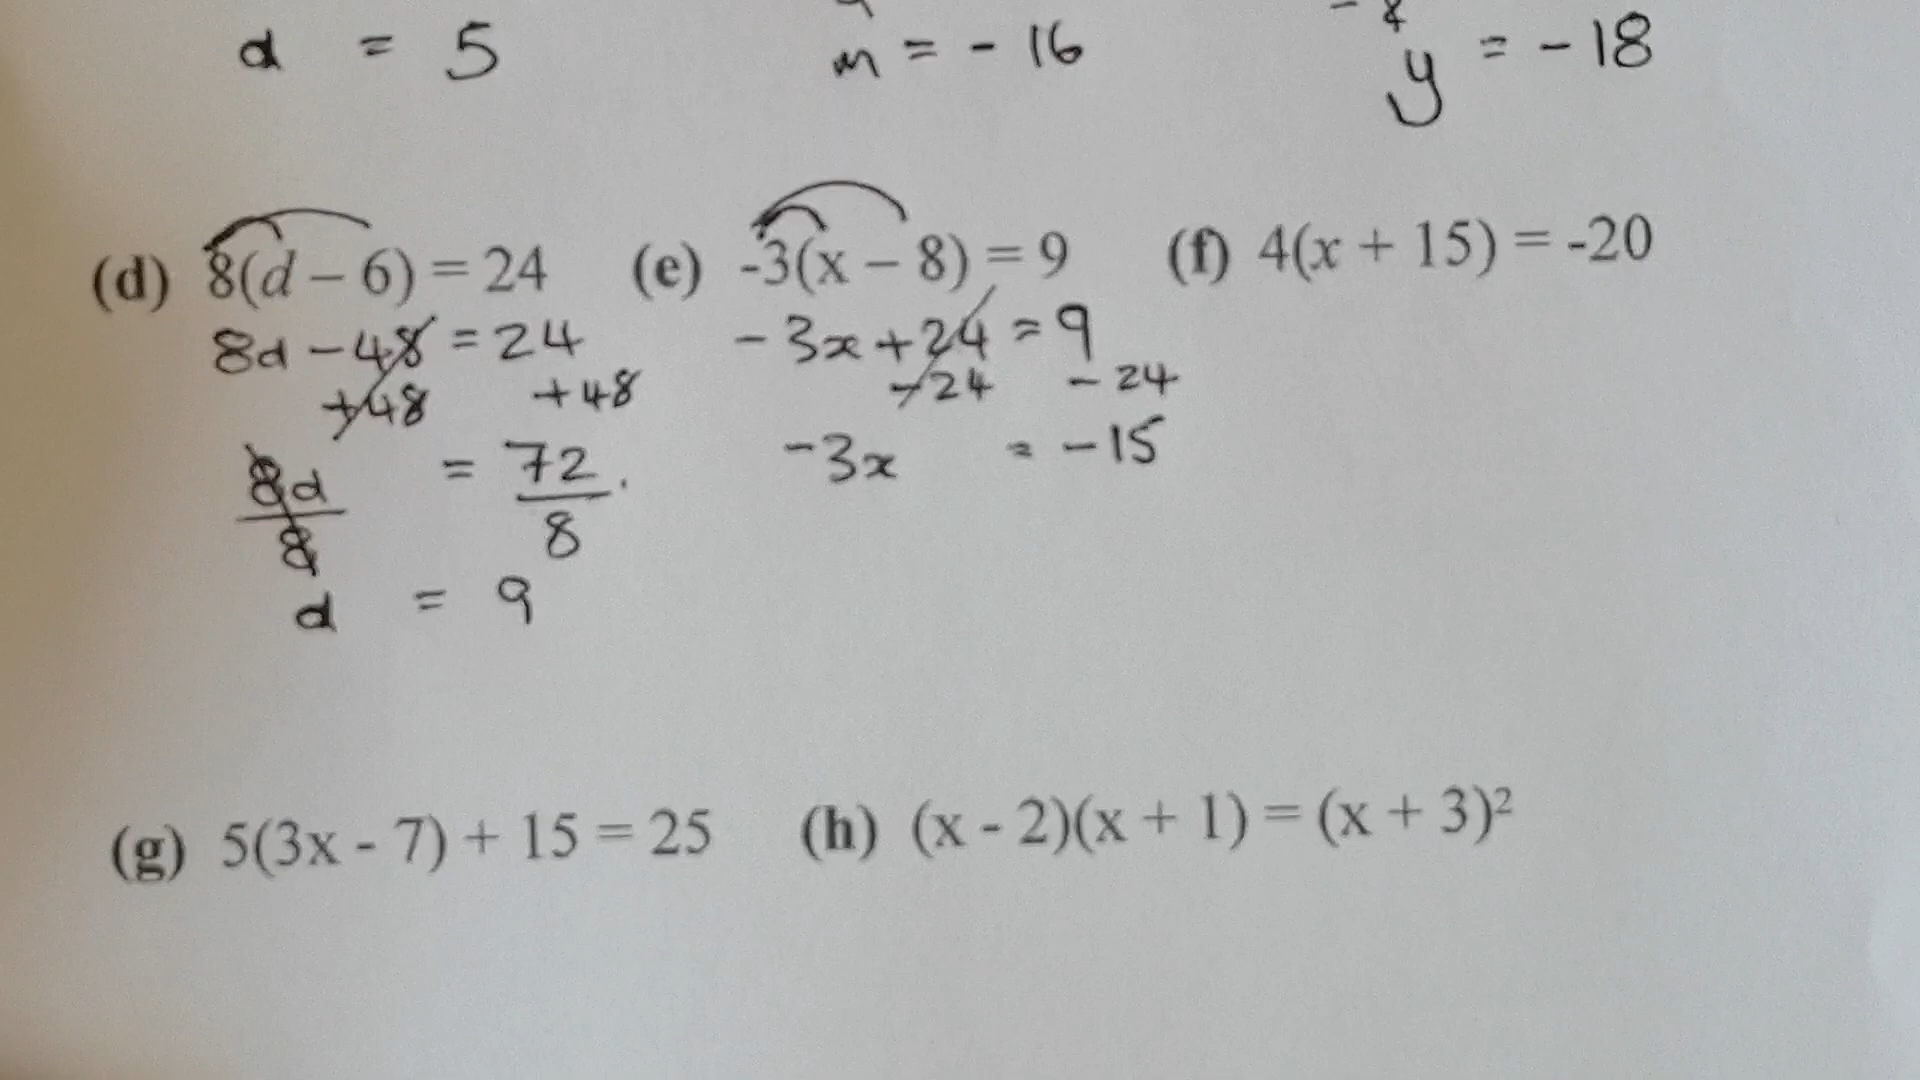 d = 5
m = - 16
y = - 18
(d) 8(d – 6) = 24
8d - 48 = 24
+48 +48
8d = 72
8 8
d = 9
(e) -3(x – 8) = 9
- 3x + 24 = 9
- 24 - 24
-3x = - 15
(f) 4(x + 15) = -20
(g) 5(3x - 7) + 15 = 25
(h) (x - 2)(x + 1) = (x + 3)²